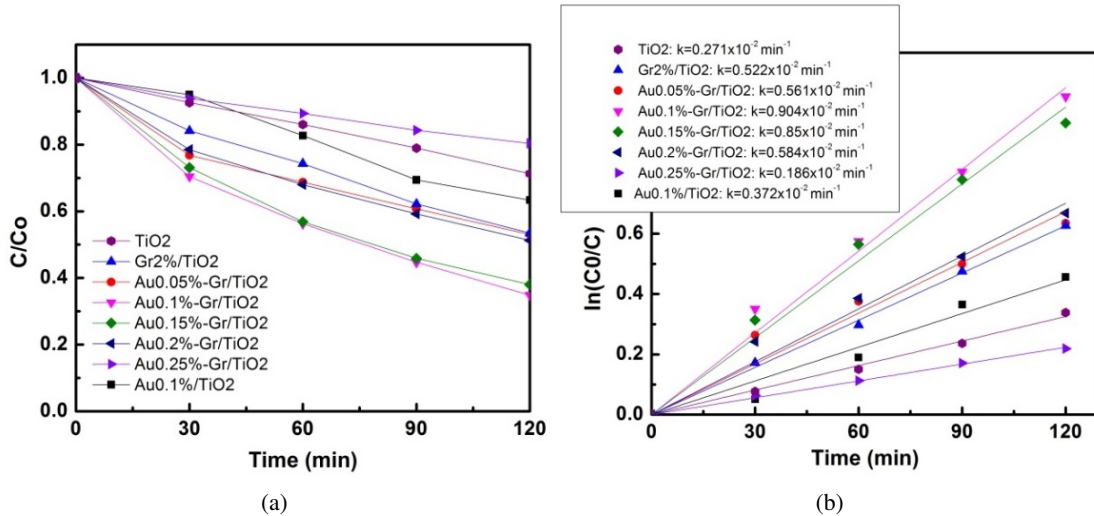 C/Co
1.0
0.8
0.6
0.4
0.2
0.0
TiO2
Gr2%/TiO2
Au0.05%-Gr/TiO2
Au0.1%-Gr/TiO2
Au0.15%-Gr/TiO2
Au0.2%-Gr/TiO2
Au0.25%-Gr/TiO2
Au0.1%/TiO2
0 30 60 90 120
Time (min)
(a)
TiO2: k=0.271x10-2 min-1
Gr2%/TiO2: k=0.522x10-2 min-1
Au0.05%-Gr/TiO2: k=0.561x10-2 min-1
Au0.1%-Gr/TiO2: k=0.904x10-2 min-1
Au0.15%-Gr/TiO2: k=0.85x10-2 min-1
Au0.2%-Gr/TiO2: k=0.584x10-2 min-1
Au0.25%-Gr/TiO2: k=0.186x10-2 min-1
Au0.1%/TiO2: k=0.372x10-2 min-1
ln(C0/C)
0.6
0.4
0.2
0.0
0 30 60 90 120
Time (min)
(b)